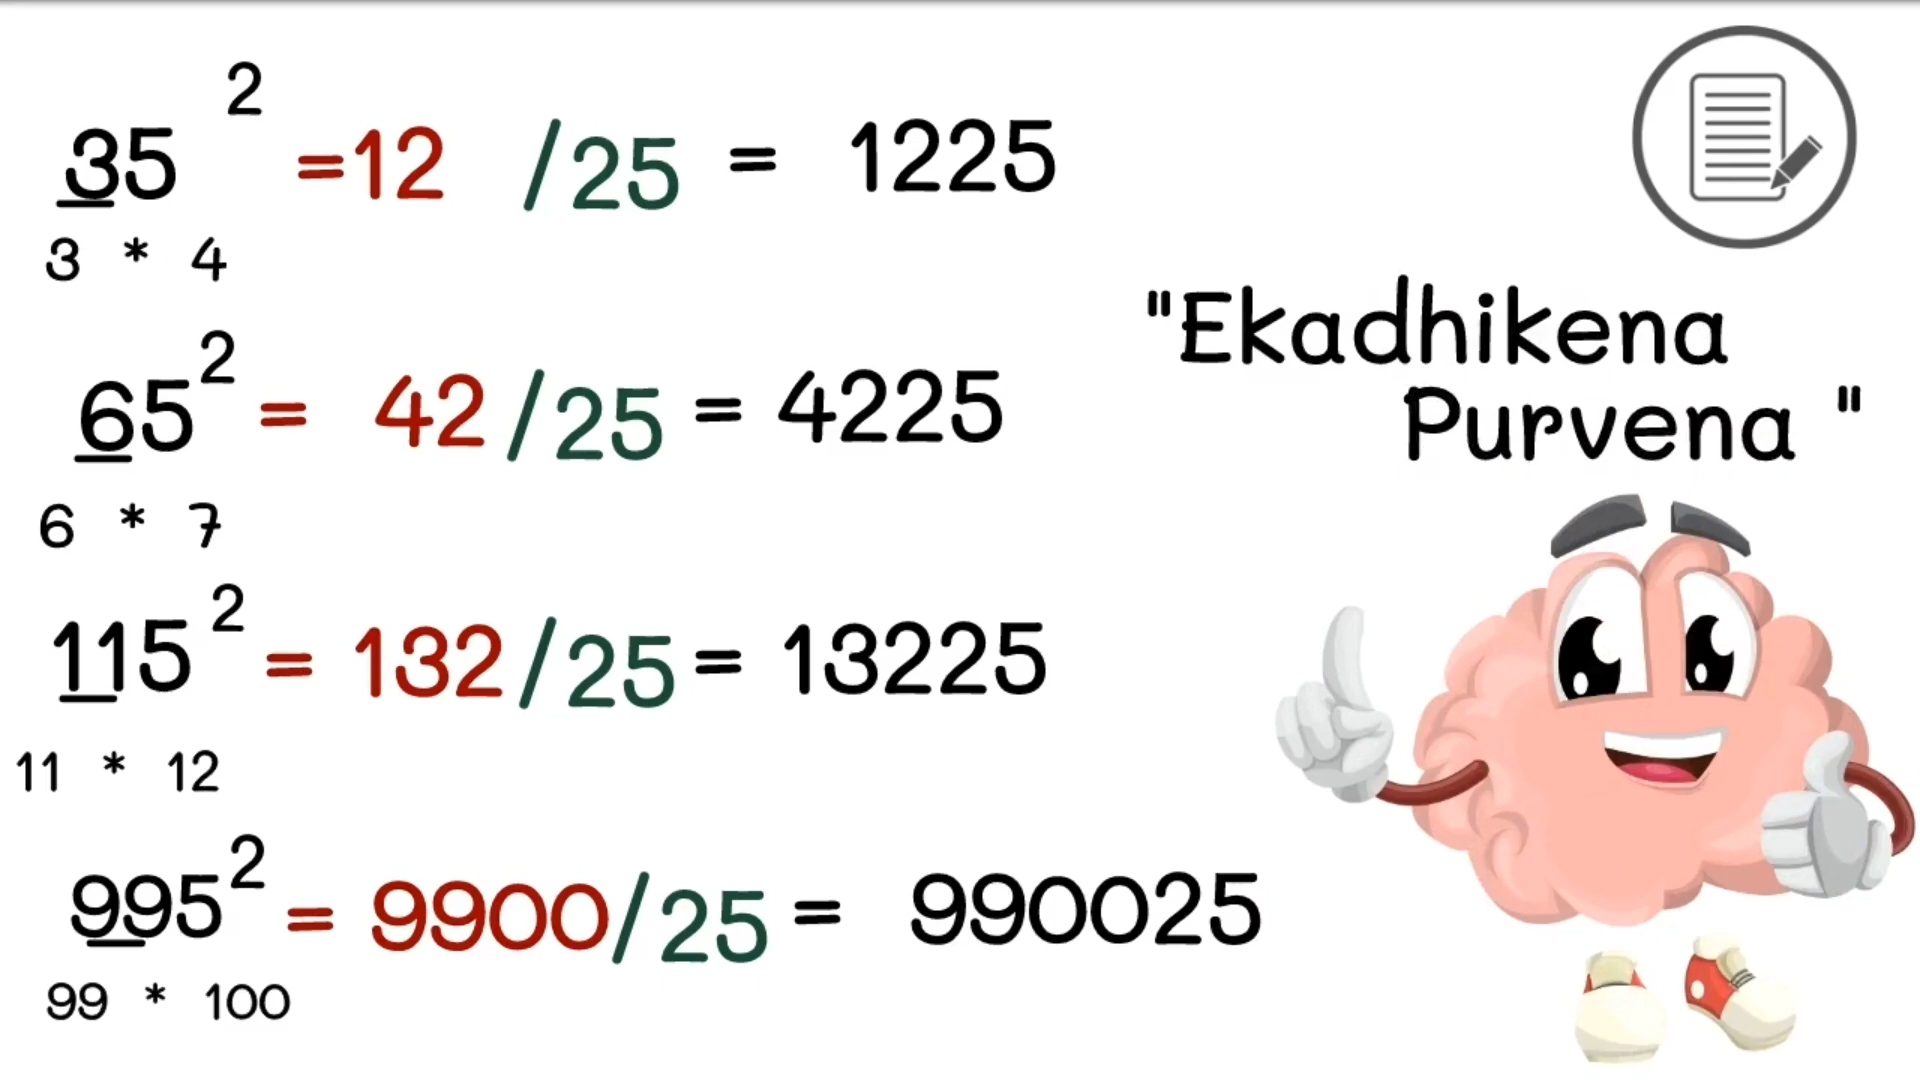 35² =12 /25 = 1225
3 * 4
"Ekadhikena
Purvena "
65² = 42 /25 = 4225
6 * 7
115² = 132/25 = 13225
11 * 12
995² = 9900/25 = 990025
99 * 100